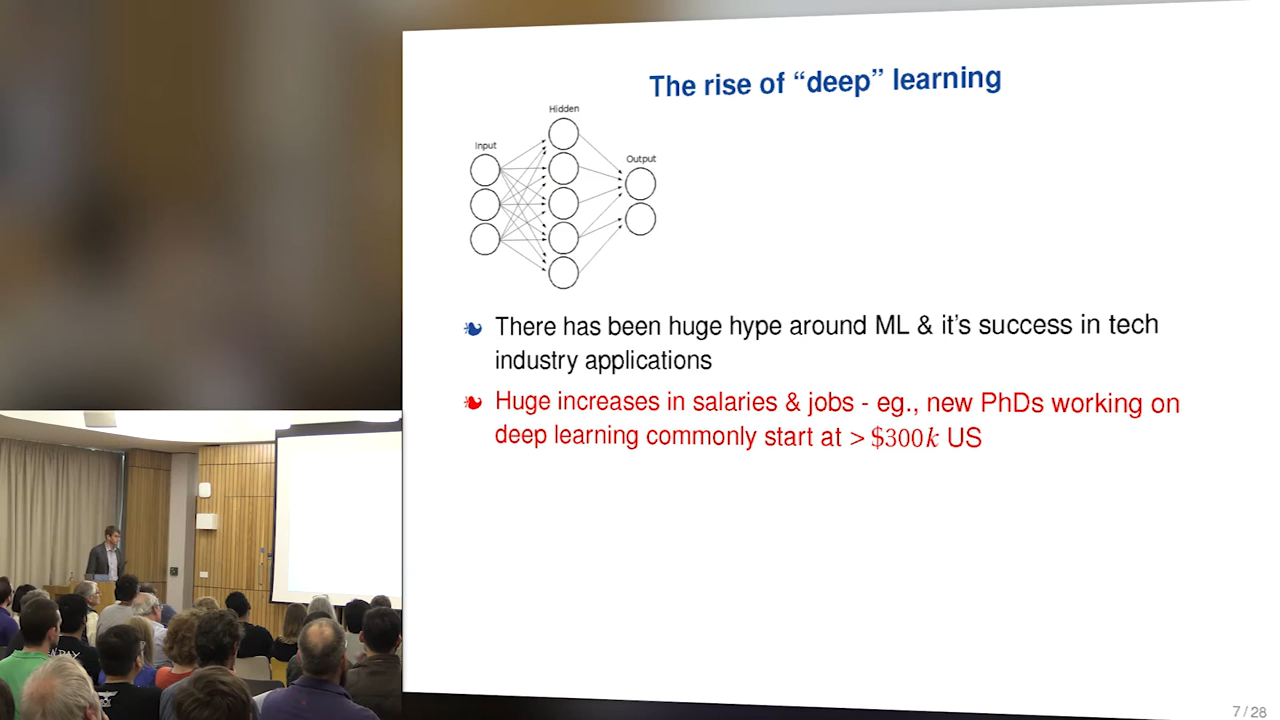 The rise of “deep” learning
Hidden
Input
Output
There has been huge hype around ML & it's success in tech
industry applications
Huge increases in salaries & jobs - eg., new PhDs working on
deep learning commonly start at > $300k US
7 / 28